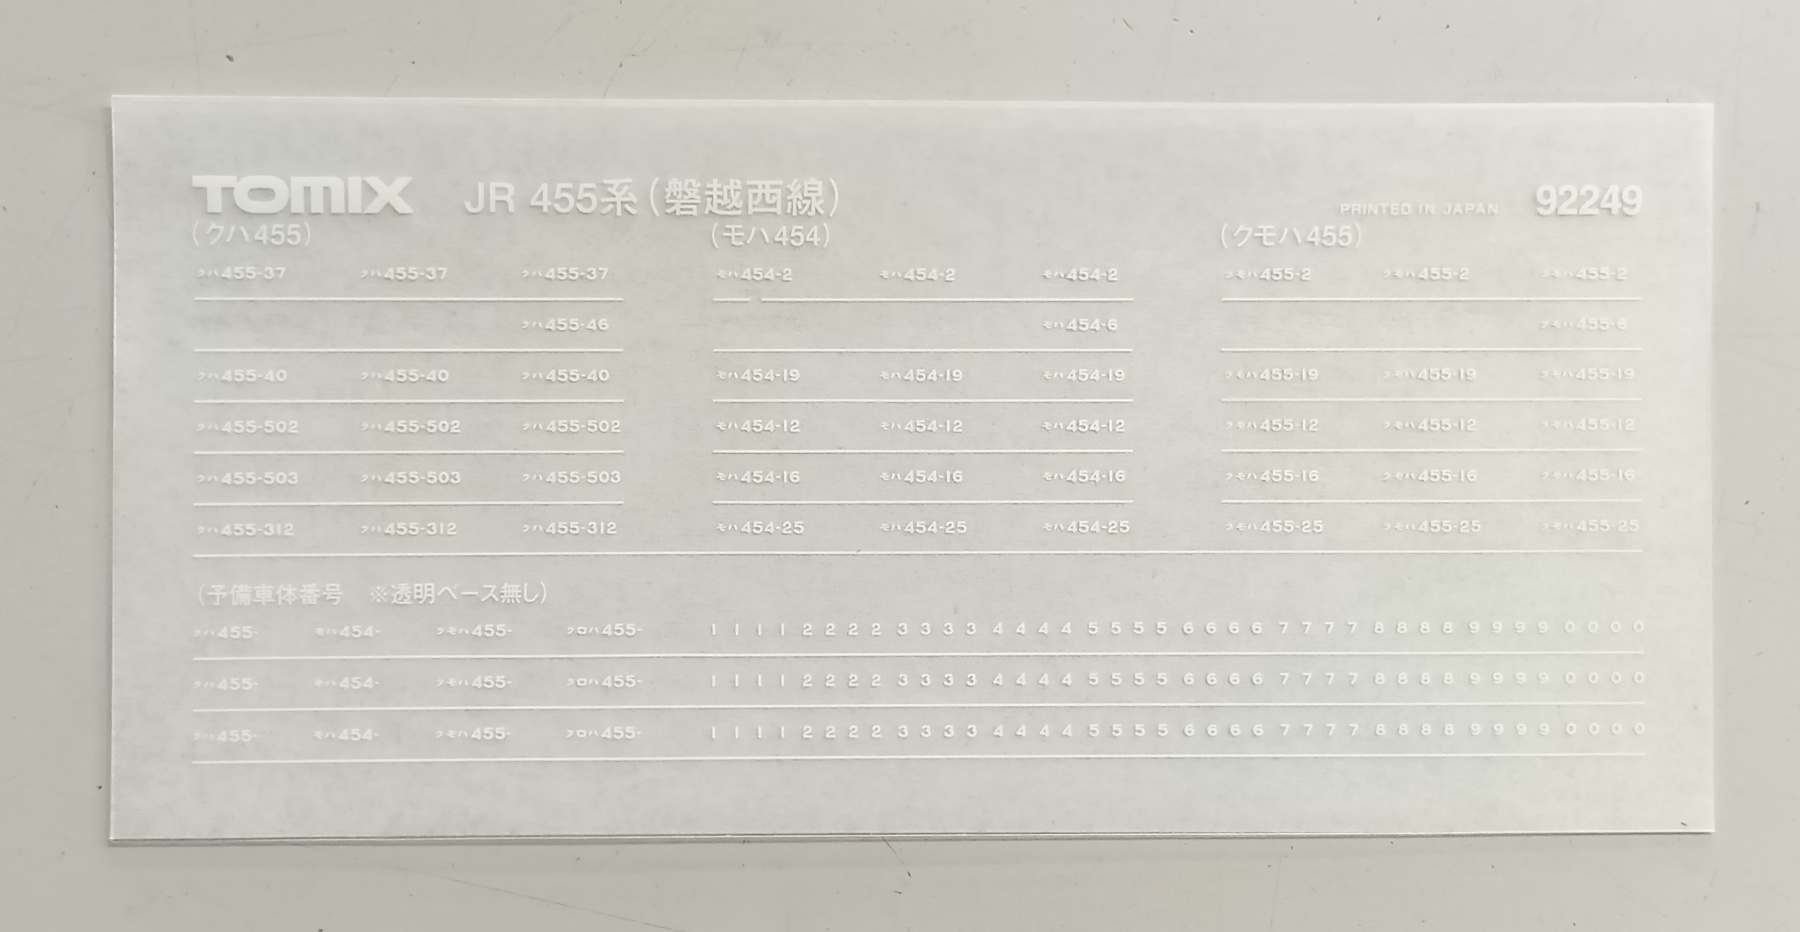 TOMIX JR 455系(磐越西線) PRINTED IN JAPAN 92249
(クハ455) (モハ454) (クモハ455)
クハ455-37 クハ455-37 クハ455-37 モハ454-2 モハ454-2 モハ454-2 クモハ455-2 クモハ455-2 クモハ455-2
クハ455-46 モハ454-6 クモハ455-6
クハ455-40 クハ455-40 クハ455-40 モハ454-19 モハ454-19 モハ454-19 クモハ455-19 クモハ455-19 クモハ455-19
クハ455-502 クハ455-502 クハ455-502 モハ454-12 モハ454-12 モハ454-12 クモハ455-12 クモハ455-12 クモハ455-12
クハ455-503 クハ455-503 クハ455-503 モハ454-16 モハ454-16 モハ454-16 クモハ455-16 クモハ455-16 クモハ455-16
クハ455-312 クハ455-312 クハ455-312 モハ454-25 モハ454-25 モハ454-25 クモハ455-25 クモハ455-25 クモハ455-25
(予備車体番号 ※透明ベース無し)
クハ455- モハ454- クモハ455- クロハ455- 1 1 1 1 2 2 2 2 3 3 3 3 4 4 4 4 5 5 5 5 6 6 6 6 7 7 7 7 8 8 8 8 9 9 9 9 0 0 0 0
クハ455- モハ454- クモハ455- クロハ455- 1 1 1 1 2 2 2 2 3 3 3 3 4 4 4 4 5 5 5 5 6 6 6 6 7 7 7 7 8 8 8 8 9 9 9 9 0 0 0 0
クハ455- モハ454- クモハ455- クロハ455- 1 1 1 1 2 2 2 2 3 3 3 3 4 4 4 4 5 5 5 5 6 6 6 6 7 7 7 7 8 8 8 8 9 9 9 9 0 0 0 0